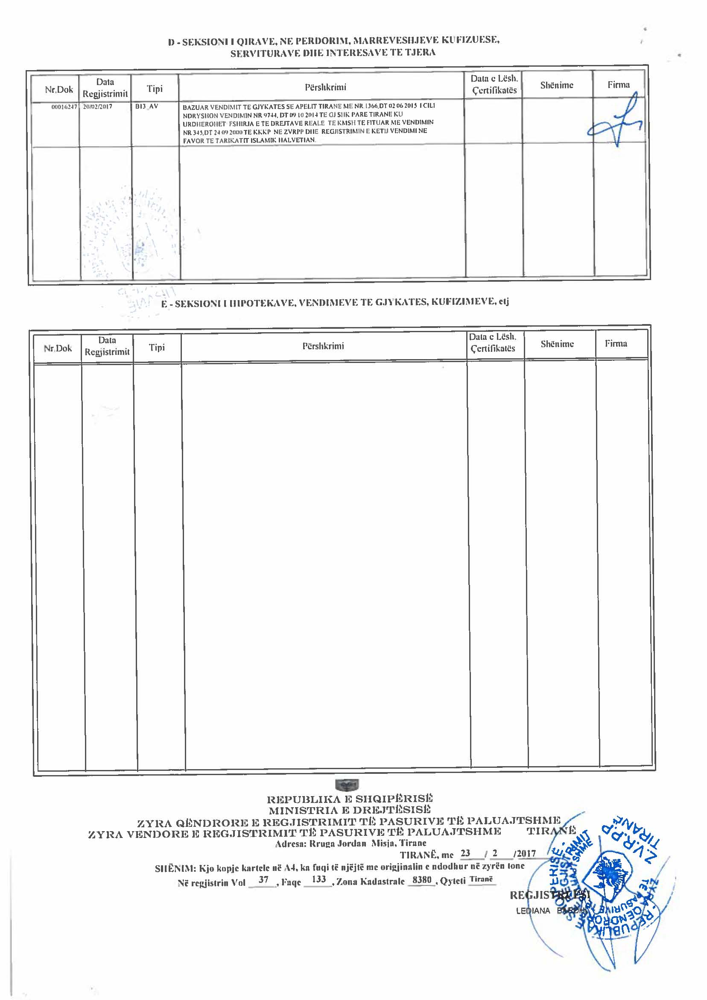 D - SEKSIONI I QIRAVE, NE PERDORIM, MARREVESHJEVE KUFIZUESE,
SERVITURAVE DHE INTERESAVE TE TJERA
Nr.Dok Data Regjistrimit Tipi Përshkrimi Data e Lësh. Çertifikatës Shënime Firma
00016247 20/02/2017 B13_AV BAZUAR VENDIMIT TE GJYKATES SE APELIT TIRANE ME NR 1366,DT 02 06 2015 I CILI
NDRYSHON VENDIMIN NR 9744, DT 09 10 2014 TE GJ SHK PARE TIRANE KU
URDHEROHET FSHIRJA E TE DREJTAVE REALE TE KMSH TE FITUAR ME VENDIMIN
NR 345,DT 24 09 2000 TE KKKP NE ZVRPP DHE REGJISTRIMIN E KETIJ VENDIMI NE
FAVOR TE TARIKATIT ISLAMIK HALVETIAN.
E - SEKSIONI I HIPOTEKAVE, VENDIMEVE TE GJYKATES, KUFIZIMEVE, etj
Nr.Dok Data Regjistrimit Tipi Përshkrimi Data e Lësh. Çertifikatës Shënime Firma
REPUBLIKA E SHQIPËRISË
MINISTRIA E DREJTËSISË
ZYRA QËNDRORE E REGJISTRIMIT TË PASURIVE TË PALUAJTSHME
ZYRA VENDORE E REGJISTRIMIT TË PASURIVE TË PALUAJTSHME TIRANË
Adresa: Rruga Jordan Misja, Tirane
TIRANË, me 23 / 2 /2017
SHËNIM: Kjo kopje kartele në A4, ka fuqi të njëjtë me origjinalin e ndodhur në zyrën tone
Në regjistrin Vol 37 , Faqe 133 , Zona Kadastrale 8380 , Qyteti Tiranë
REGJISTRUESI
LEDIANA
Z.V.R.P.P
TIRANË